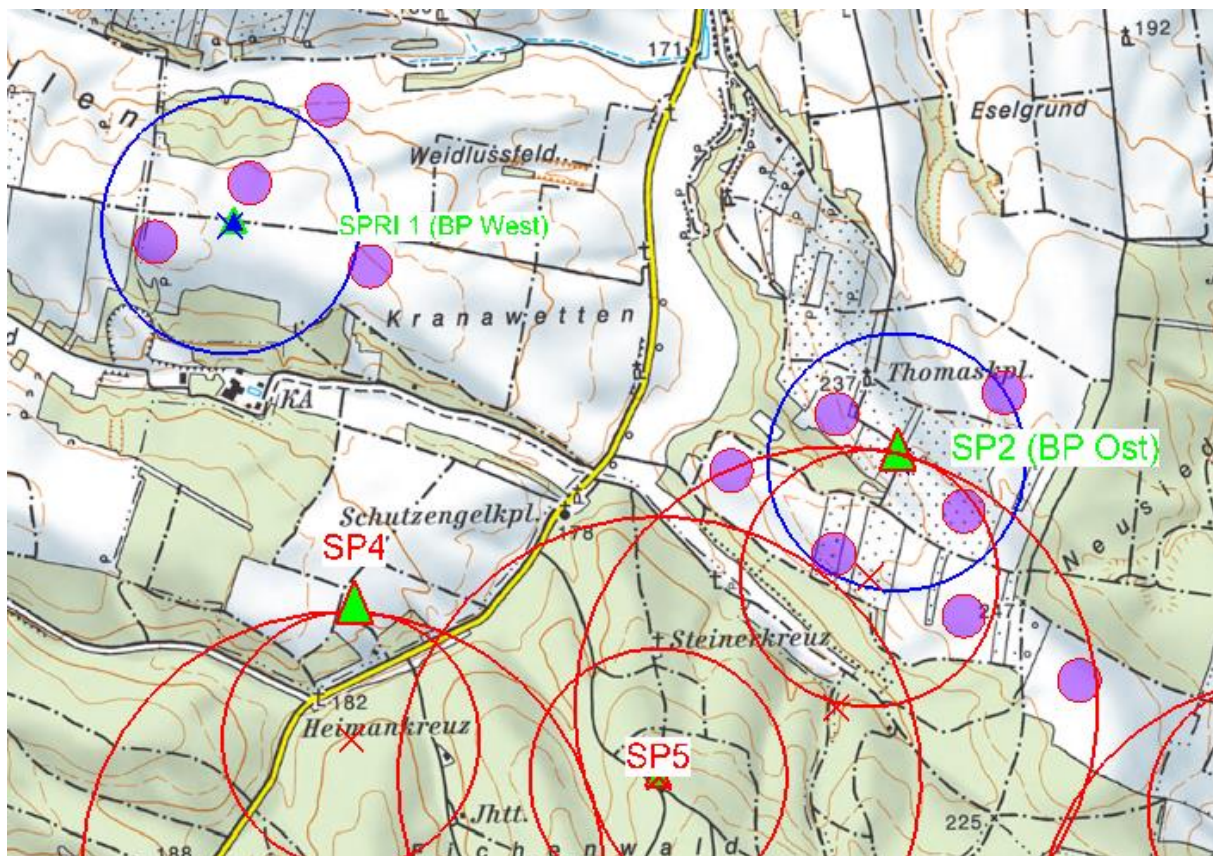 171
192
l e n
Eselgrund
Weidlussfeld
SPRI 1 (BP West)
Kranawetten
237
Thomaskpl.
KA
SP2 (BP Ost)
Neusied
Schutzengelkpl.
178
SP4
247
Steinerkreuz
182
Heimankreuz
SP5
Jhtt.
225
188
Eichenwald